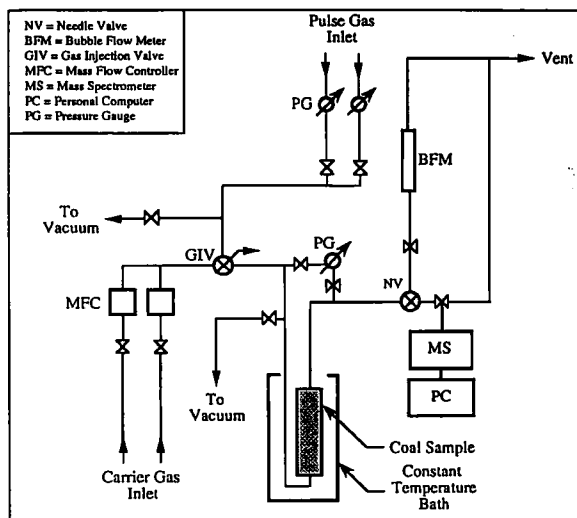 NV = Needle Valve
BFM = Bubble Flow Meter
GIV = Gas Injection Valve
MFC = Mass Flow Controller
MS = Mass Spectrometer
PC = Personal Computer
PG = Pressure Gauge
Pulse Gas
Inlet
Vent
PG
BFM
To
Vacuum
GIV
PG
NV
MFC
MS
To
Vacuum
PC
Coal Sample
Carrier Gas
Inlet
Constant
Temperature
Bath